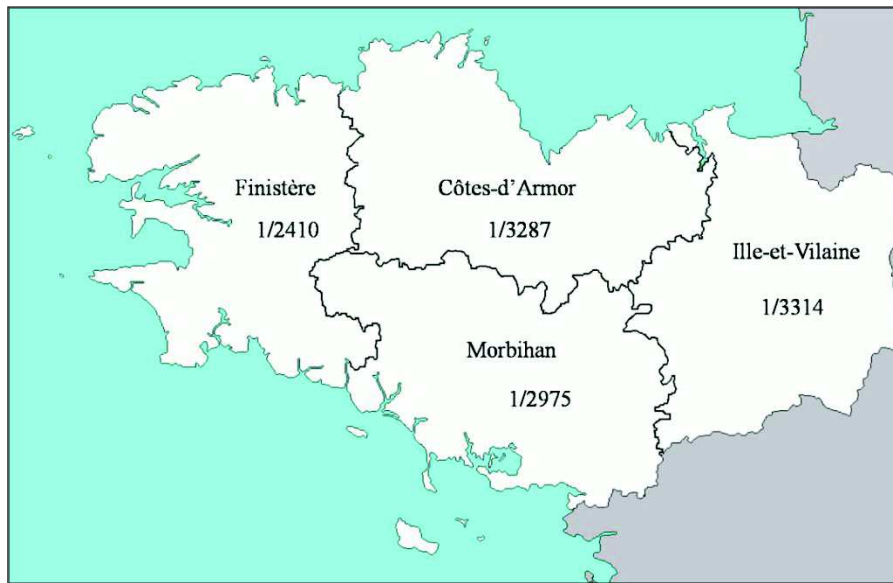 Finistère
1/2410
Côtes-d'Armor
1/3287
Ille-et-Vilaine
1/3314
Morbihan
1/2975